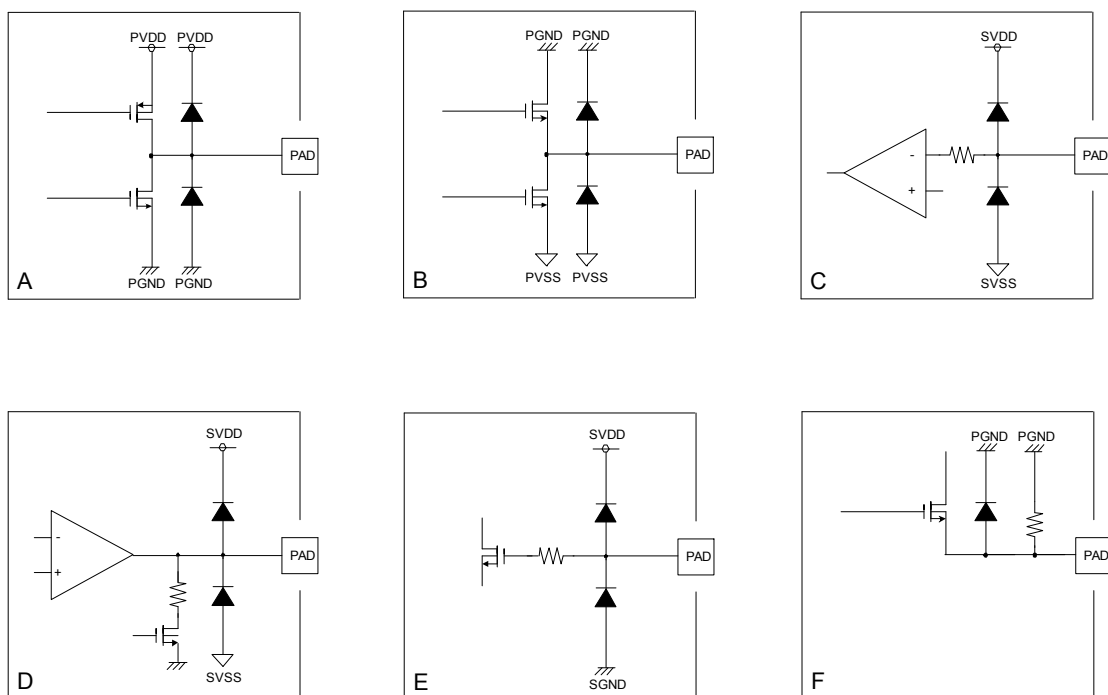 PVDD PVDD
PAD
PGND PGND
A
PGND PGND
PAD
PVSS PVSS
B
SVDD
-
+
PAD
SVSS
C
SVDD
-
+
PAD
SVSS
D
SVDD
PAD
SGND
E
PGND PGND
PAD
F